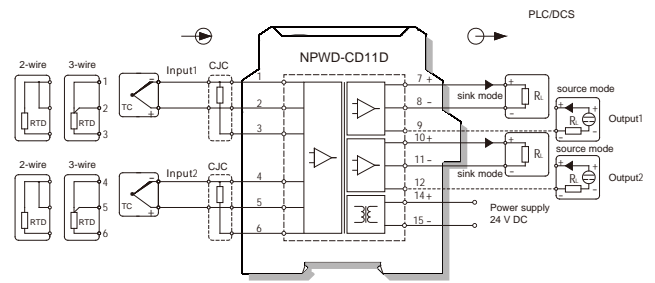 PLC/DCS
NPWD-CD11D
2-wire 3-wire Input1 CJC
RTD RTD 1 2 3 TC − +
1 2 3
7 + 8 − 9
sink mode
+ − RL
source mode
+ − RL
Output1
2-wire 3-wire Input2 CJC
RTD RTD 4 5 6 TC − +
4 5 6
10+ 11− 12
sink mode
+ − RL
source mode
+ − RL
Output2
14+
15−
Power supply
24 V DC